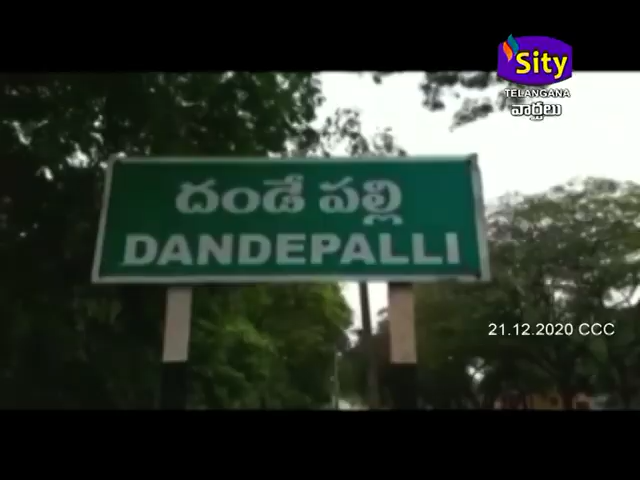 Sity
TELANGANA
వార్తలు
దండే పల్లి
DANDEPALLI
21.12.2020 CCC